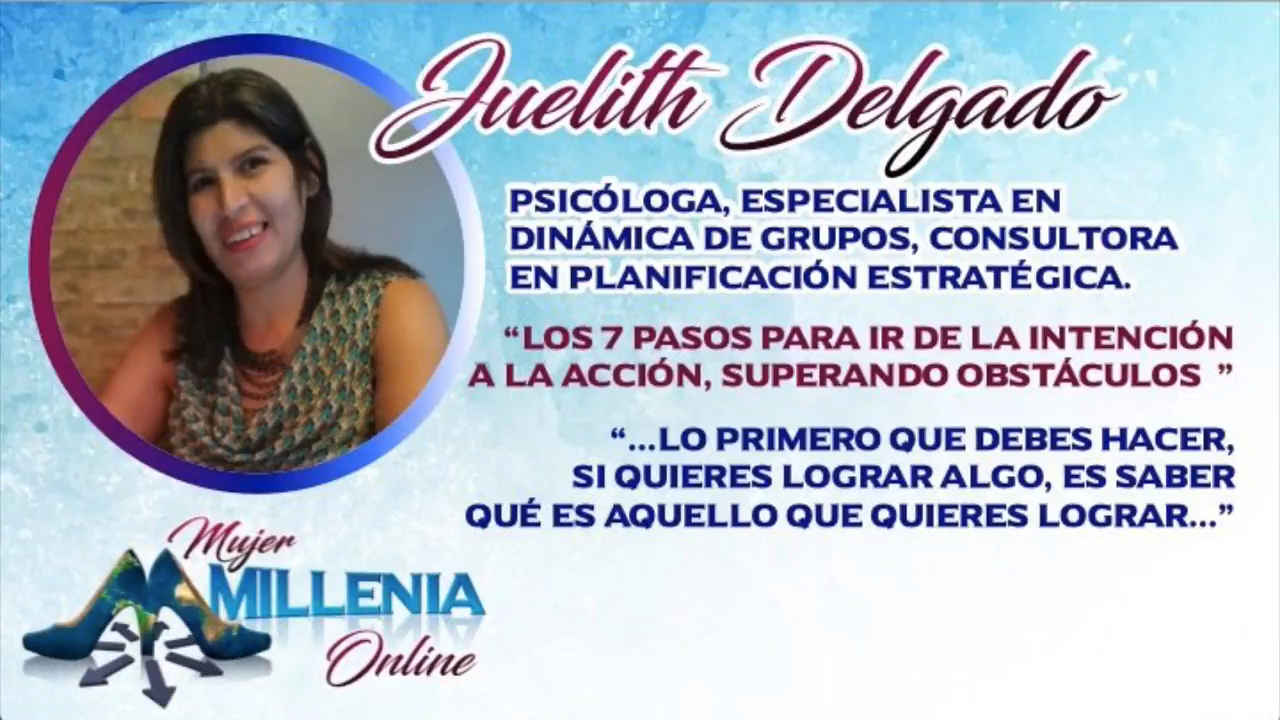 Juelith Delgado
PSICÓLOGA, ESPECIALISTA EN
DINÁMICA DE GRUPOS, CONSULTORA
EN PLANIFICACIÓN ESTRATÉGICA.
“LOS 7 PASOS PARA IR DE LA INTENCIÓN
A LA ACCIÓN, SUPERANDO OBSTÁCULOS ”
“...LO PRIMERO QUE DEBES HACER,
SI QUIERES LOGRAR ALGO, ES SABER
QUÉ ES AQUELLO QUE QUIERES LOGRAR...”
Mujer
MILLENIA
Online